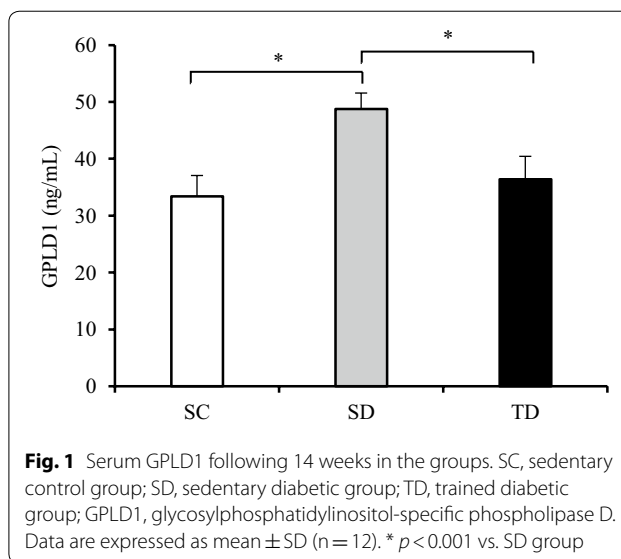 60
50
40
30
20
10
0
GPLD1 (ng/mL)
*
*
SC SD TD
Fig. 1 Serum GPLD1 following 14 weeks in the groups. SC, sedentary
control group; SD, sedentary diabetic group; TD, trained diabetic
group; GPLD1, glycosylphosphatidylinositol-specific phospholipase D.
Data are expressed as mean ± SD (n = 12). * p < 0.001 vs. SD group